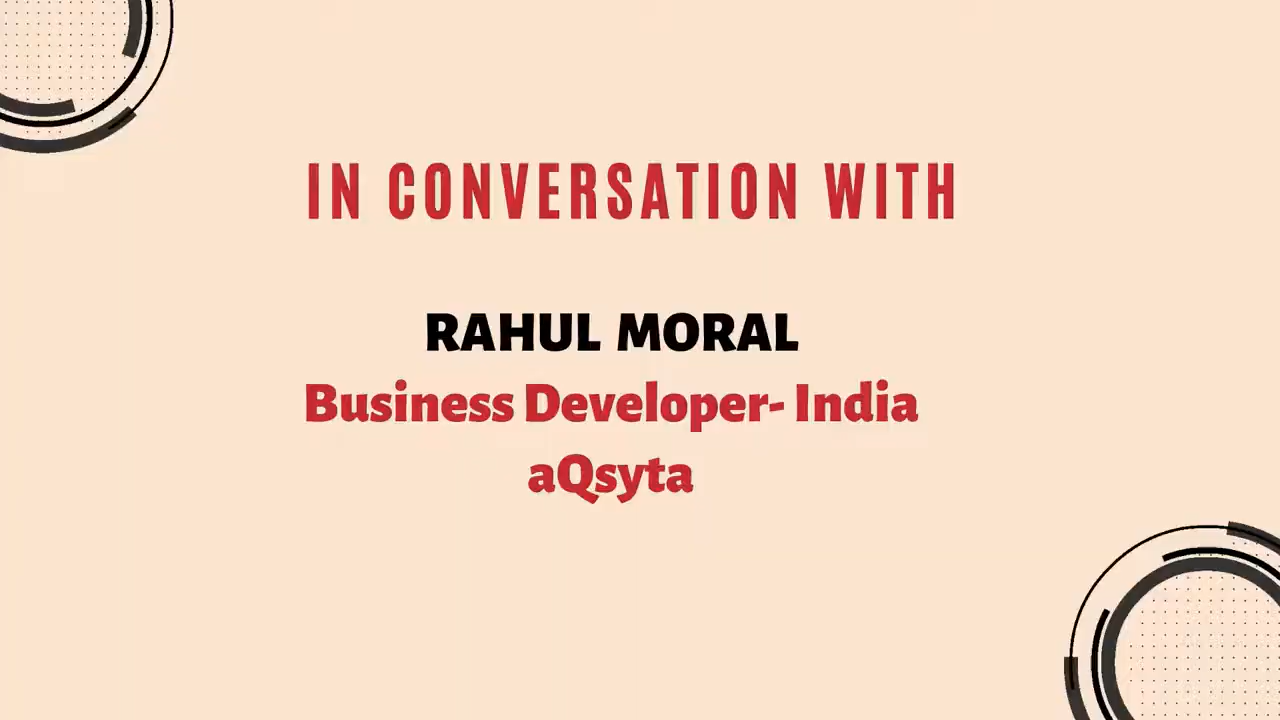 IN CONVERSATION WITH
RAHUL MORAL
Business Developer- India
aQsyta